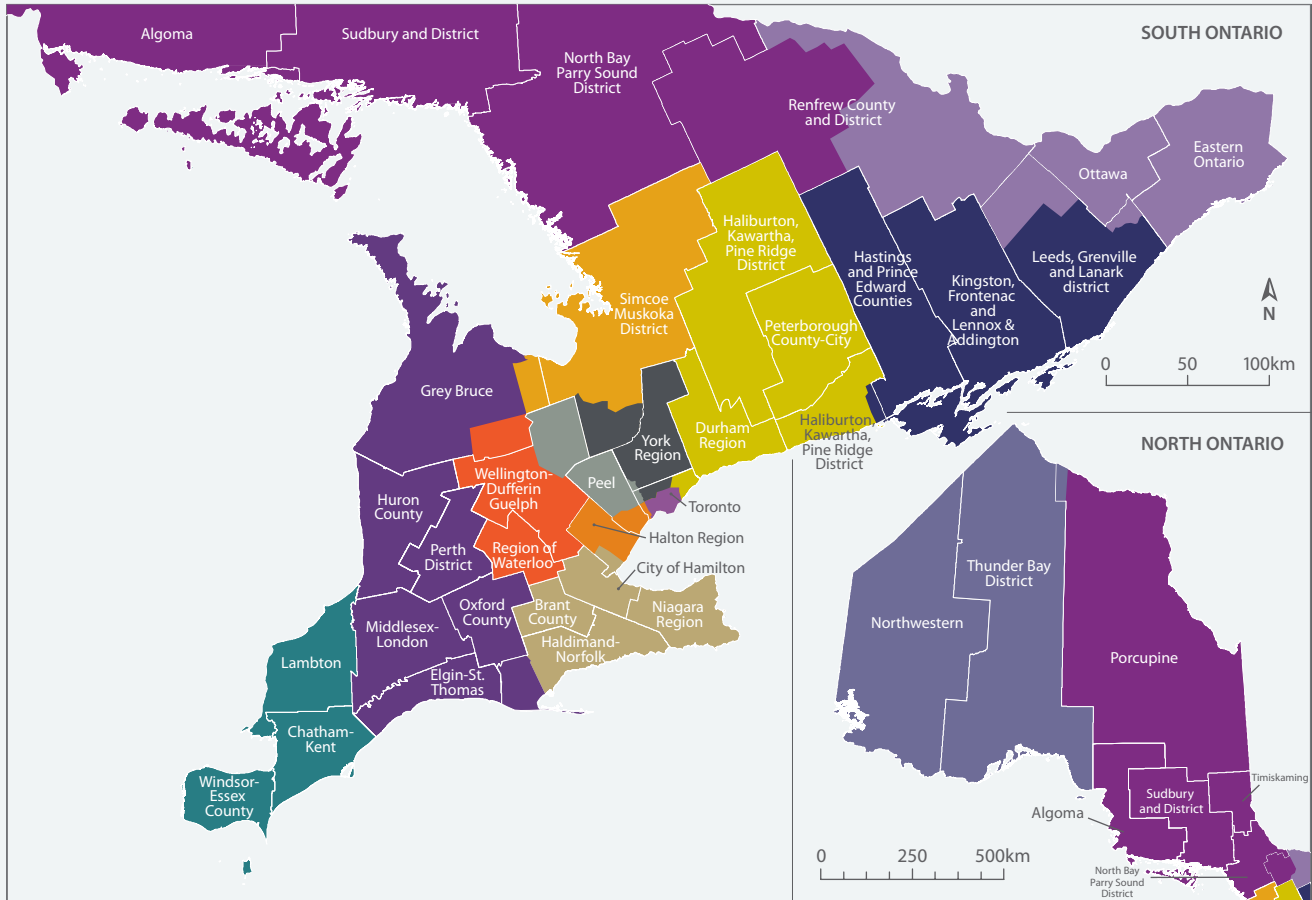 SOUTH ONTARIO
Algoma
Sudbury and District
North Bay
Parry Sound
District
Renfrew County
and District
Ottawa
Eastern
Ontario
Haliburton,
Kawartha,
Pine Ridge
District
Hastings
and Prince
Edward
Counties
Leeds, Grenville
and Lanark
district
Kingston,
Frontenac
and
Lennox &
Addington
Simcoe
Muskoka
District
Peterborough
County-City
N
0 50 100km
Grey Bruce
Haliburton,
Kawartha,
Pine Ridge
District
Durham
Region
York
Region
Peel
Wellington-
Dufferin
Guelph
Toronto
Halton Region
Huron
County
Perth
District
Region of
Waterloo
City of Hamilton
Oxford
County
Brant
County
Niagara
Region
Middlesex-
London
Haldimand-
Norfolk
Lambton
Elgin-St.
Thomas
Chatham-
Kent
Windsor-
Essex
County
NORTH ONTARIO
Thunder Bay
District
Northwestern
Porcupine
Timiskaming
Sudbury
and District
Algoma
North Bay
Parry Sound
District
0 250 500km